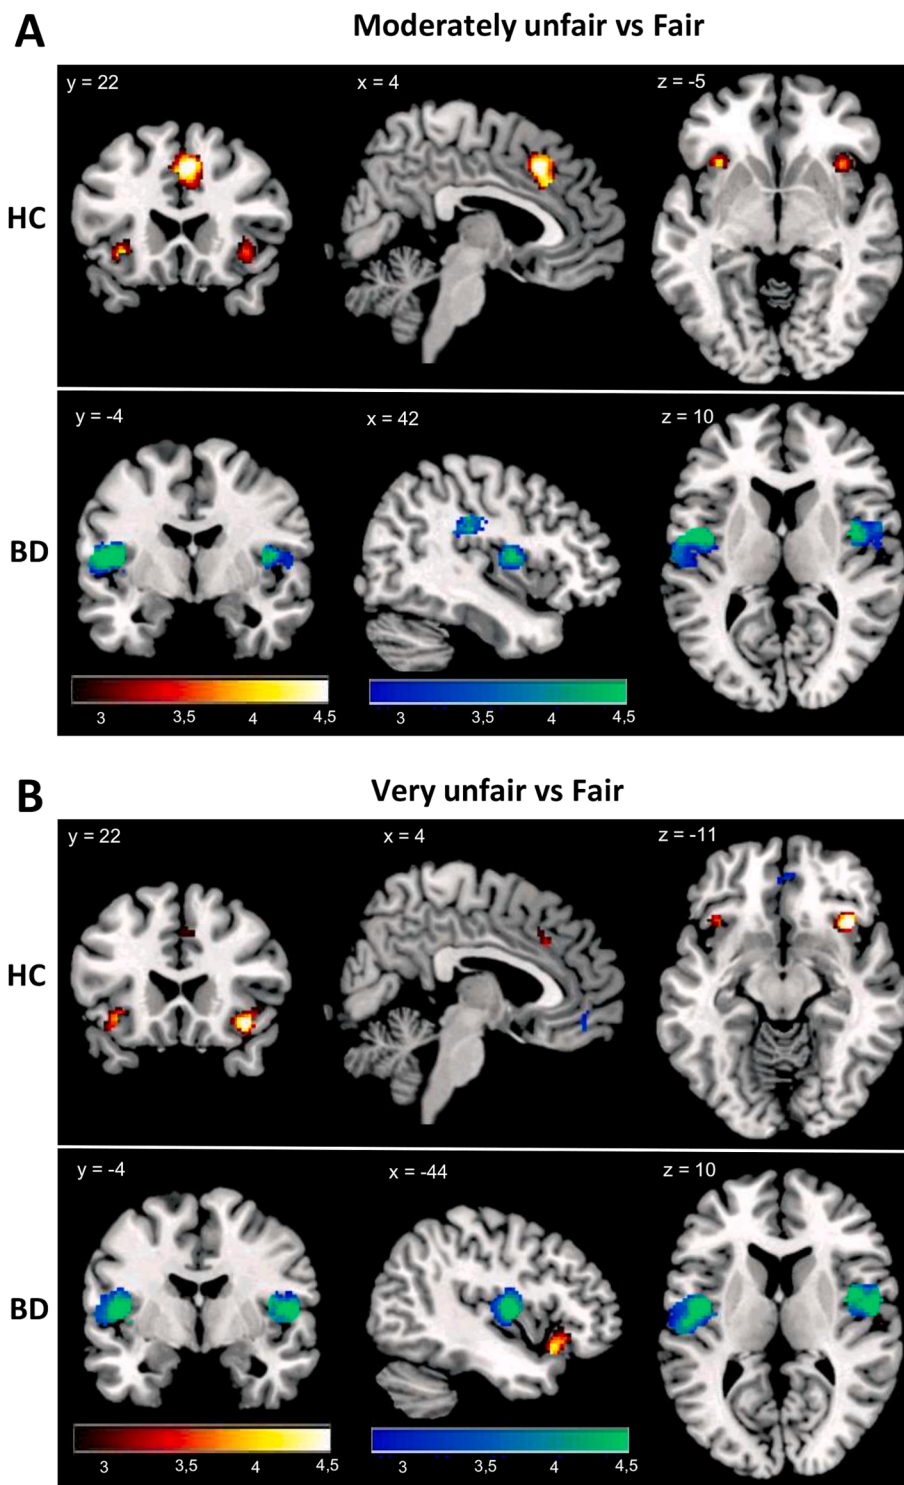 A
Moderately unfair vs Fair
y = 22
x = 4
z = -5
HC
y = -4
x = 42
z = 10
BD
3 3,5 4 4,5
3 3,5 4,5
B
Very unfair vs Fair
y = 22
x = 4
z = -11
HC
y = -4
x = -44
z = 10
BD
3 3,5 4 4,5
3 3,5 4 4,5